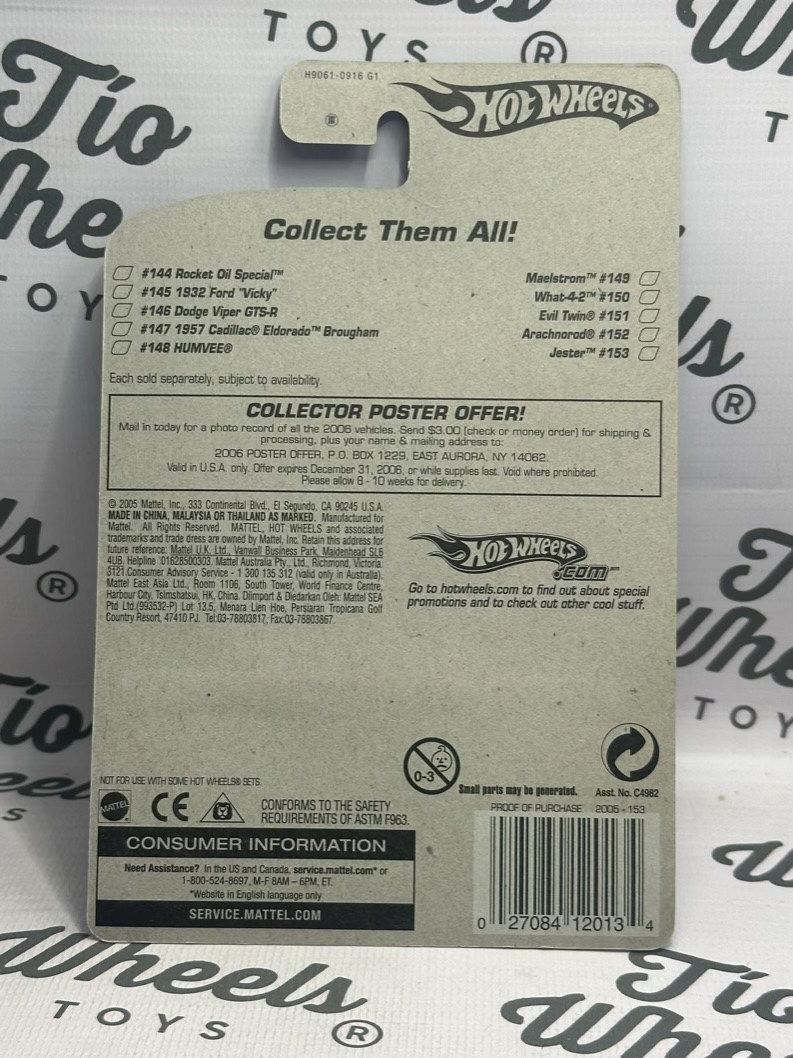 TOYS ®
Tío
Whe
TOY
H9061-0916 G1
HOT WHEELS
Collect Them All!
#144 Rocket Oil Special™
#145 1932 Ford "Vicky"
#146 Dodge Viper GTS-R
#147 1957 Cadillac® Eldorado™ Brougham
#148 HUMVEE®
Maelstrom™ #149
What-4-2™ #150
Evil Twin® #151
Arachnorod® #152
Jester™ #153
Each sold separately, subject to availability.
COLLECTOR POSTER OFFER!
Mail in today for a photo record of all the 2006 vehicles. Send $3.00 (check or money order) for shipping &
processing, plus your name & mailing address to:
2006 POSTER OFFER, P.O. BOX 1229, EAST AURORA, NY 14062.
Valid in U.S.A. only. Offer expires December 31, 2006, or while supplies last. Void where prohibited.
Please allow 8 - 10 weeks for delivery.
© 2005 Mattel, Inc., 333 Continental Blvd., El Segundo, CA 90245 U.S.A.
MADE IN CHINA, MALAYSIA OR THAILAND AS MARKED. Manufactured for
Mattel. All Rights Reserved. MATTEL, HOT WHEELS and associated
trademarks and trade dress are owned by Mattel, Inc. Retain this address for
future reference: Mattel U.K. Ltd., Vanwall Business Park, Maidenhead SL6
4UB. Helpline 01628500303. Mattel Australia Pty., Ltd., Richmond, Victoria.
3121.Consumer Advisory Service - 1 300 135 312 (valid only in Australia).
Mattel East Asia Ltd., Room 1106, South Tower, World Finance Centre,
Harbour City, Tsimshatsui, HK, China. Diimport & Diedarkan Oleh: Mattel SEA
Ptd Ltd.(993532-P) Lot 13.5, Menara Lien Hoe, Persiaran Tropicana Golf
Country Resort, 47410 PJ. Tel:03-78803817, Fax:03-78803867.
HOT WHEELS
.com™
Go to hotwheels.com to find out about special
promotions and to check out other cool stuff.
NOT FOR USE WITH SOME HOT WHEELS® SETS.
0-3
Small parts may be generated.
Asst. No. C4982
MATTEL
CE
CONFORMS TO THE SAFETY
REQUIREMENTS OF ASTM F963.
PROOF OF PURCHASE 2005 - 153
CONSUMER INFORMATION
Need Assistance? In the US and Canada, service.mattel.com* or
1-800-524-8697, M-F 8AM – 6PM, ET.
*Website in English language only
SERVICE.MATTEL.COM
0 27084 12013 4
Wheels
TOYS ®
Tío
Whe